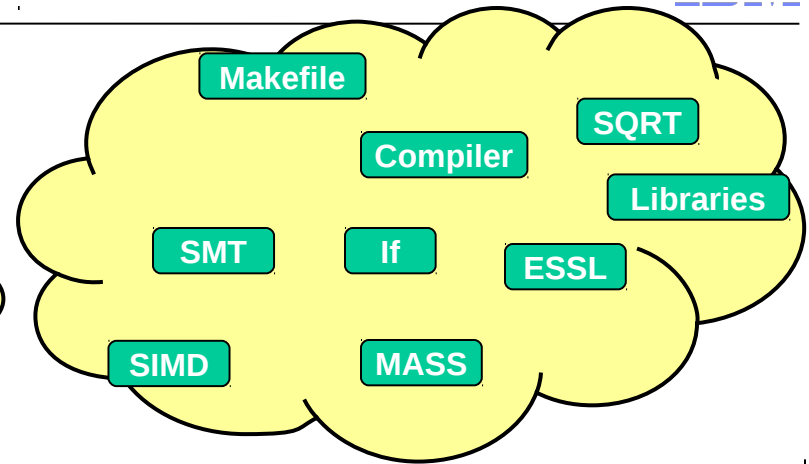 Makefile
SQRT
Compiler
Libraries
SMT
If
ESSL
SIMD
MASS